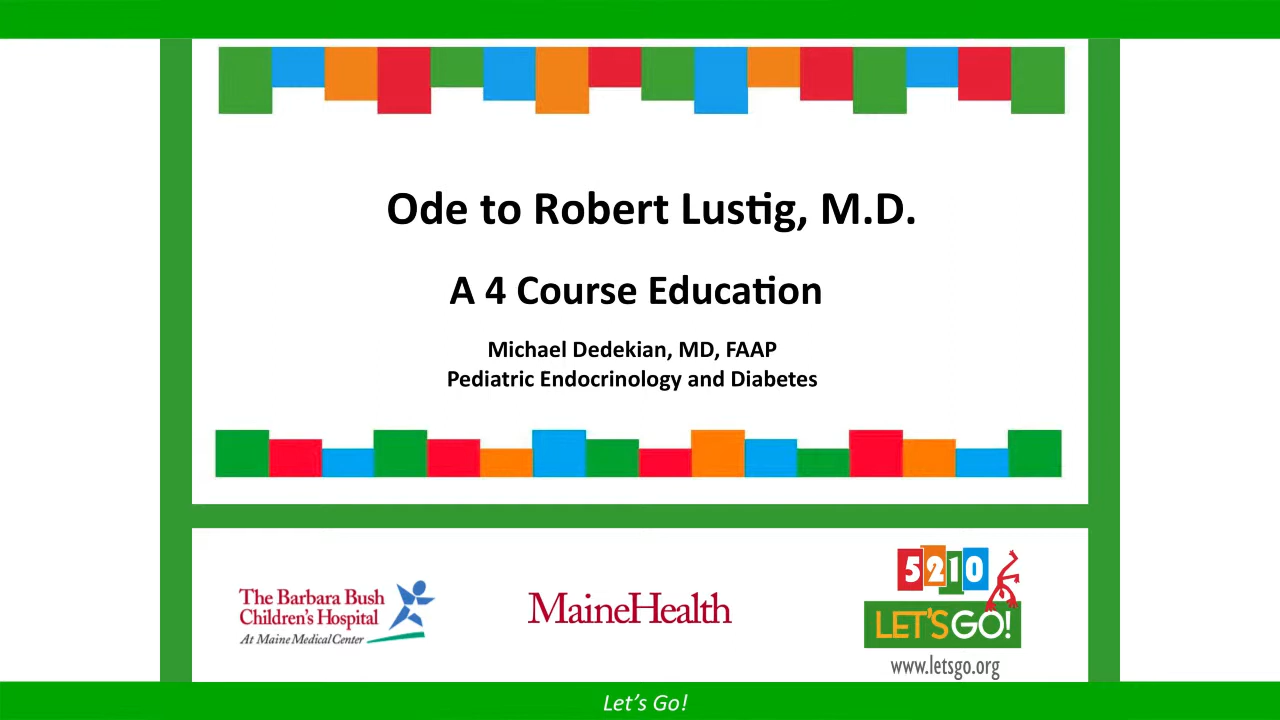 Ode to Robert Lustig, M.D.
A 4 Course Education
Michael Dedekian, MD, FAAP
Pediatric Endocrinology and Diabetes
The Barbara Bush
Children's Hospital
At Maine Medical Center
MaineHealth
5210
LET'S GO!
www.letsgo.org
Let's Go!